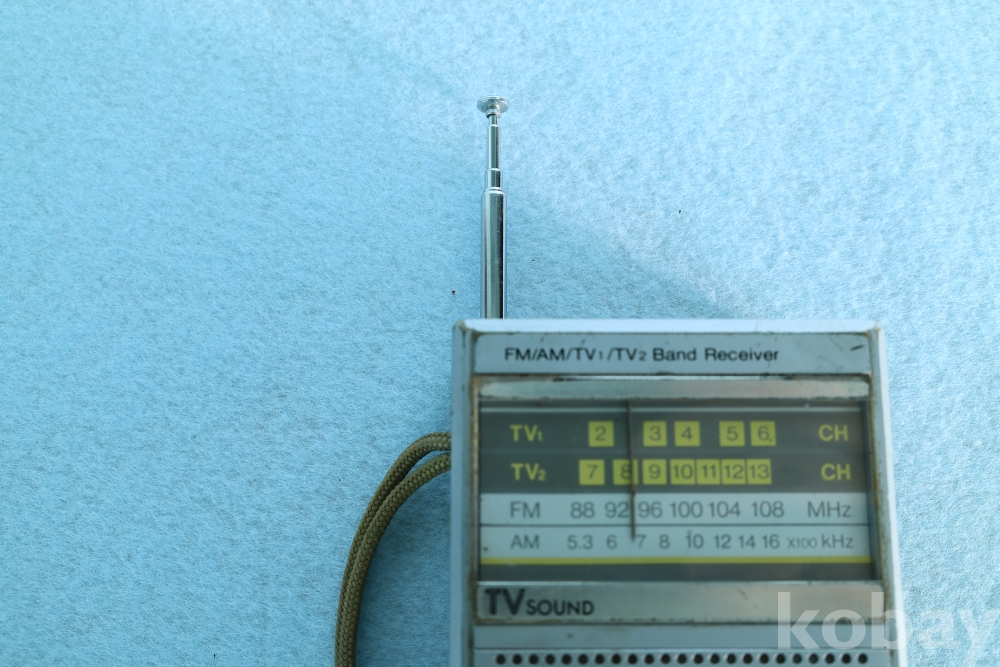 FM/AM/TV1/TV2 Band Receiver
TV1 2 3 4 5 6 CH
TV2 7 8 9 10 11 12 13 CH
FM 88 92 96 100 104 108 MHz
AM 5.3 6 7 8 10 12 14 16 X100 kHz
TV SOUND
kobay